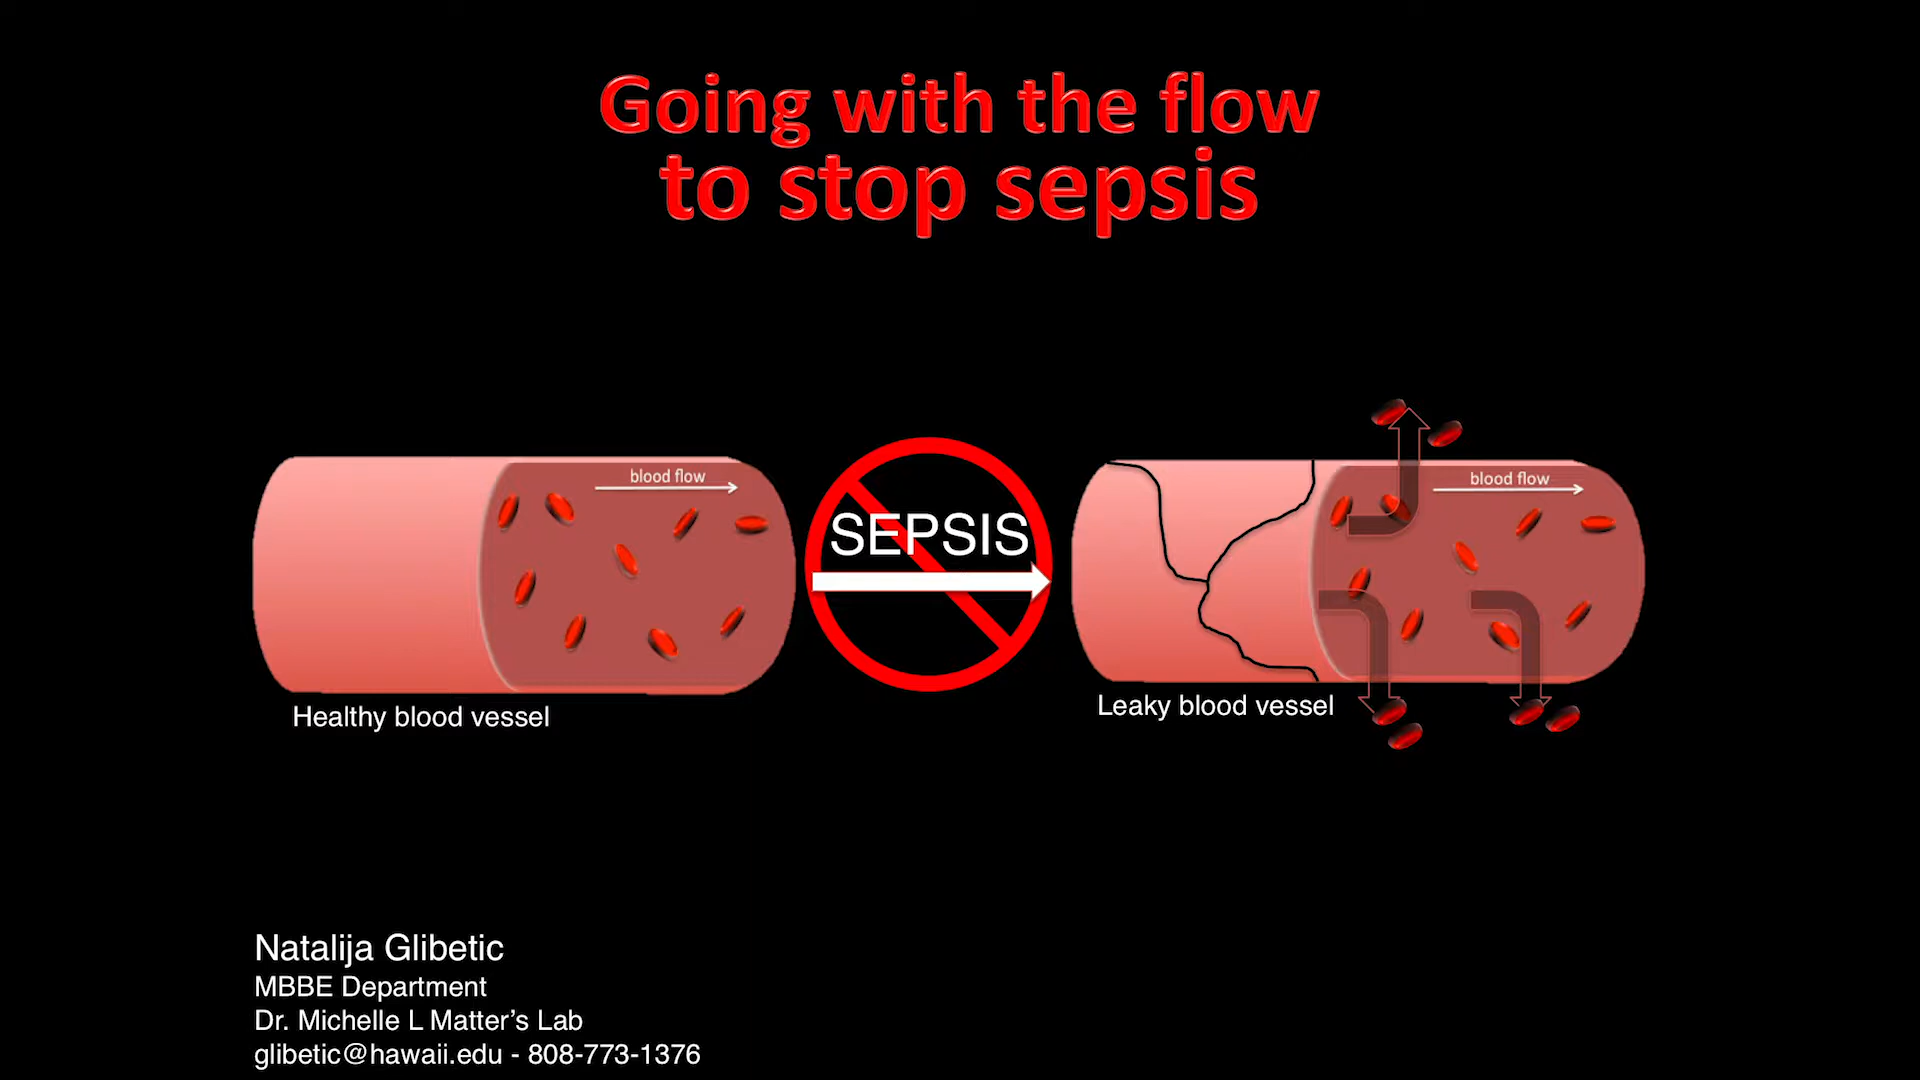 Going with the flow
to stop sepsis
blood flow
SEPSIS
blood flow
Healthy blood vessel
Leaky blood vessel
Natalija Glibetic
MBBE Department
Dr. Michelle L Matter’s Lab
glibetic@hawaii.edu - 808-773-1376